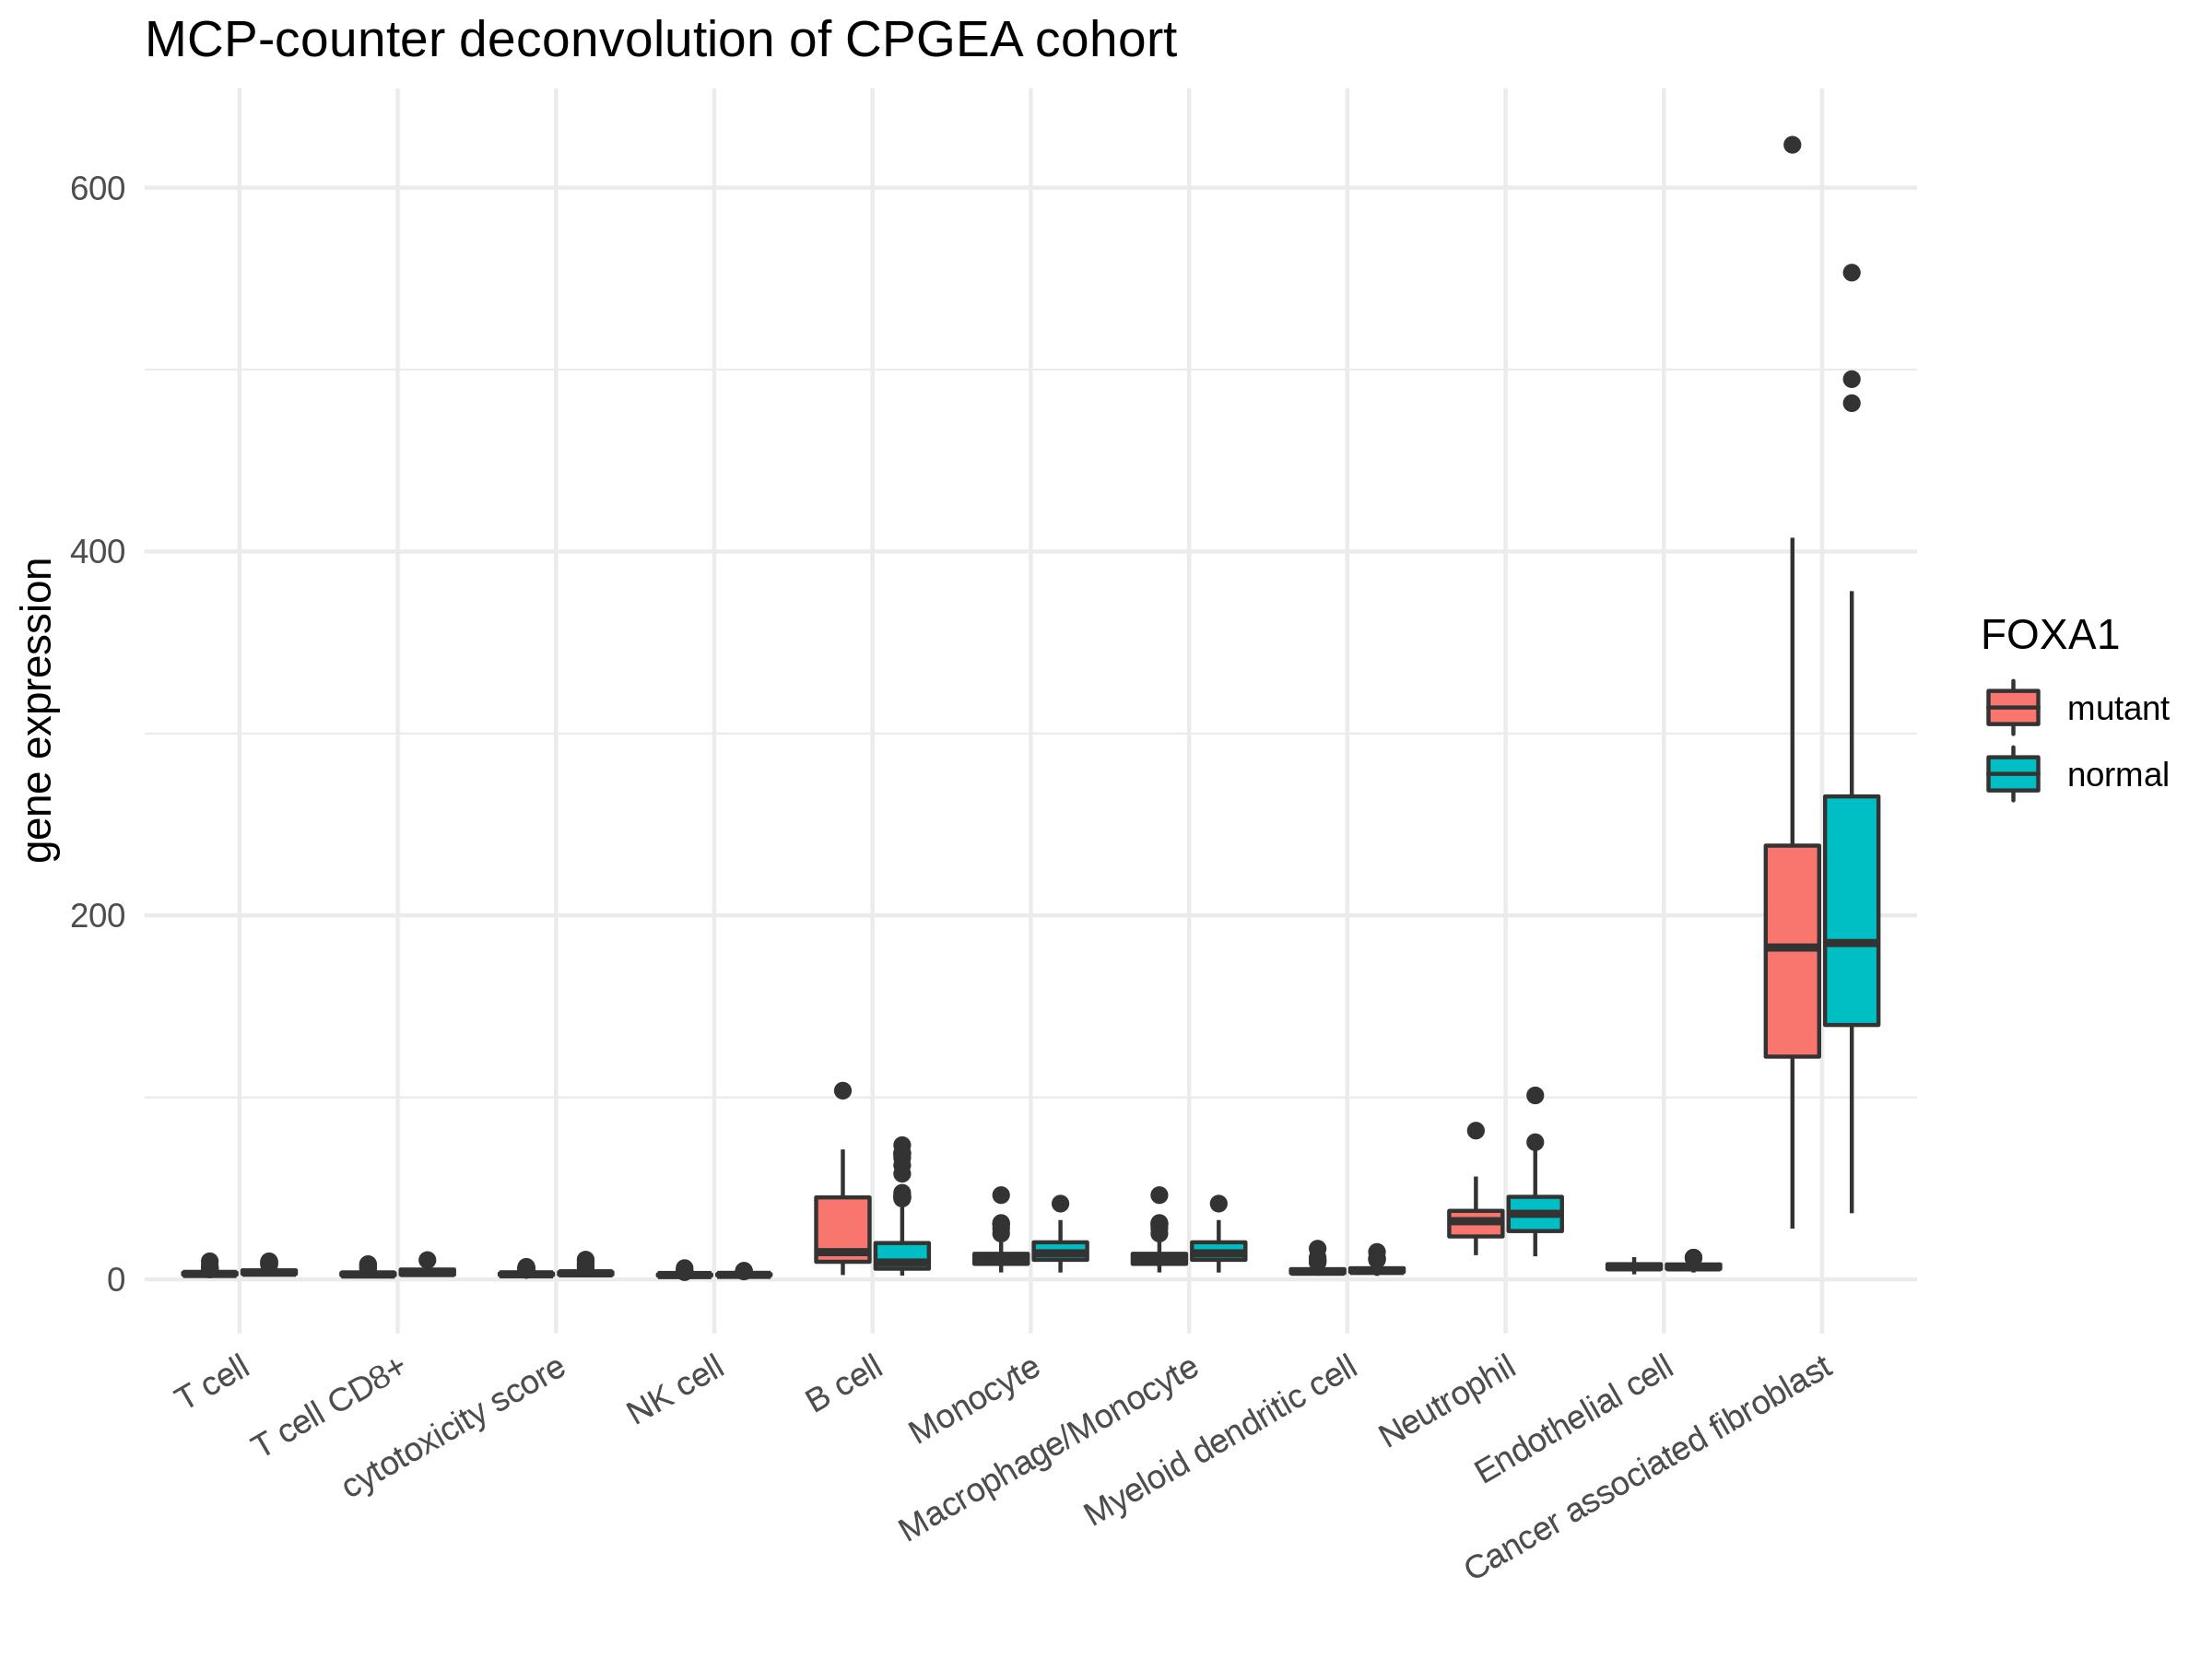 MCP-counter deconvolution of CPGEA cohort
gene expression
600
400
200
0
T cell
T cell CD8+
cytotoxicity score
NK cell
B cell
Monocyte
Macrophage/Monocyte
Myeloid dendritic cell
Neutrophil
Endothelial cell
Cancer associated fibroblast
FOXA1
mutant
normal